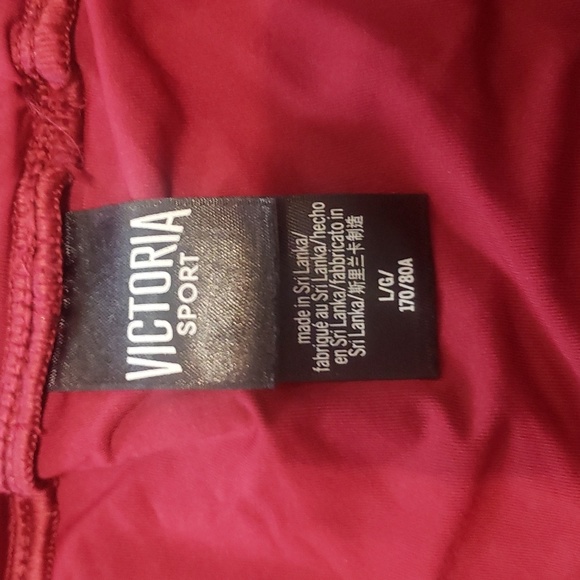 VICTORIA
SPORT
made in Sri Lanka/
fabriqué au Sri Lanka/hecho
en Sri Lanka/fabbricato in
Sri Lanka/斯里兰卡制造
L/G/
170/80A